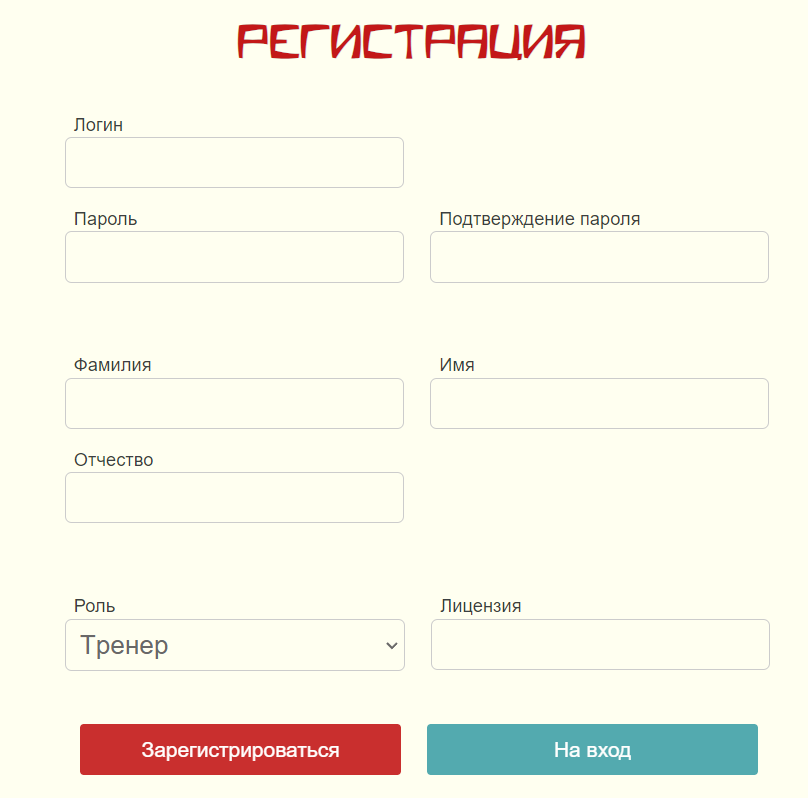 РЕГИСТРАЦИЯ
Логин
Пароль Подтверждение пароля
Фамилия Имя
Отчество
Роль Лицензия
Тренер
Зарегистрироваться На вход